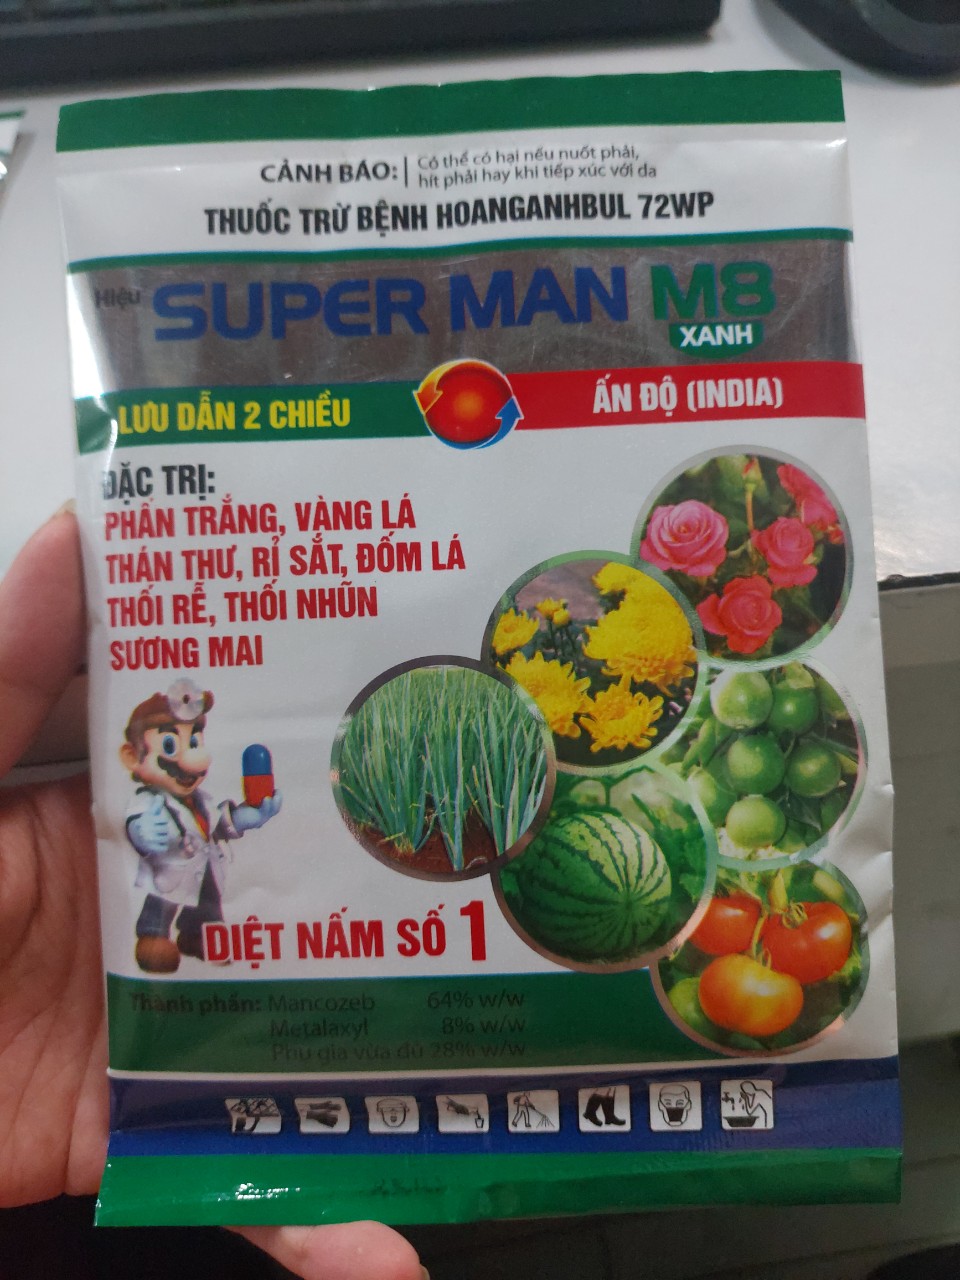 CẢNH BÁO: Có thể có hại nếu nuốt phải,
hít phải hay khi tiếp xúc với da
THUỐC TRỪ BỆNH HOANGANHBUL 72WP
Hiệu SUPER MAN M8
XANH
LƯU DẪN 2 CHIỀU
ẤN ĐỘ (INDIA)
ĐẶC TRỊ:
PHẤN TRẮNG, VÀNG LÁ
THÁN THƯ, RỈ SẮT, ĐỐM LÁ
THỐI RỄ, THỐI NHŨN
SƯƠNG MAI
DIỆT NẤM SỐ 1
Thành phần: Mancozeb 64% w/w
Metalaxyl 8% w/w
Phụ gia vừa đủ 28% w/w